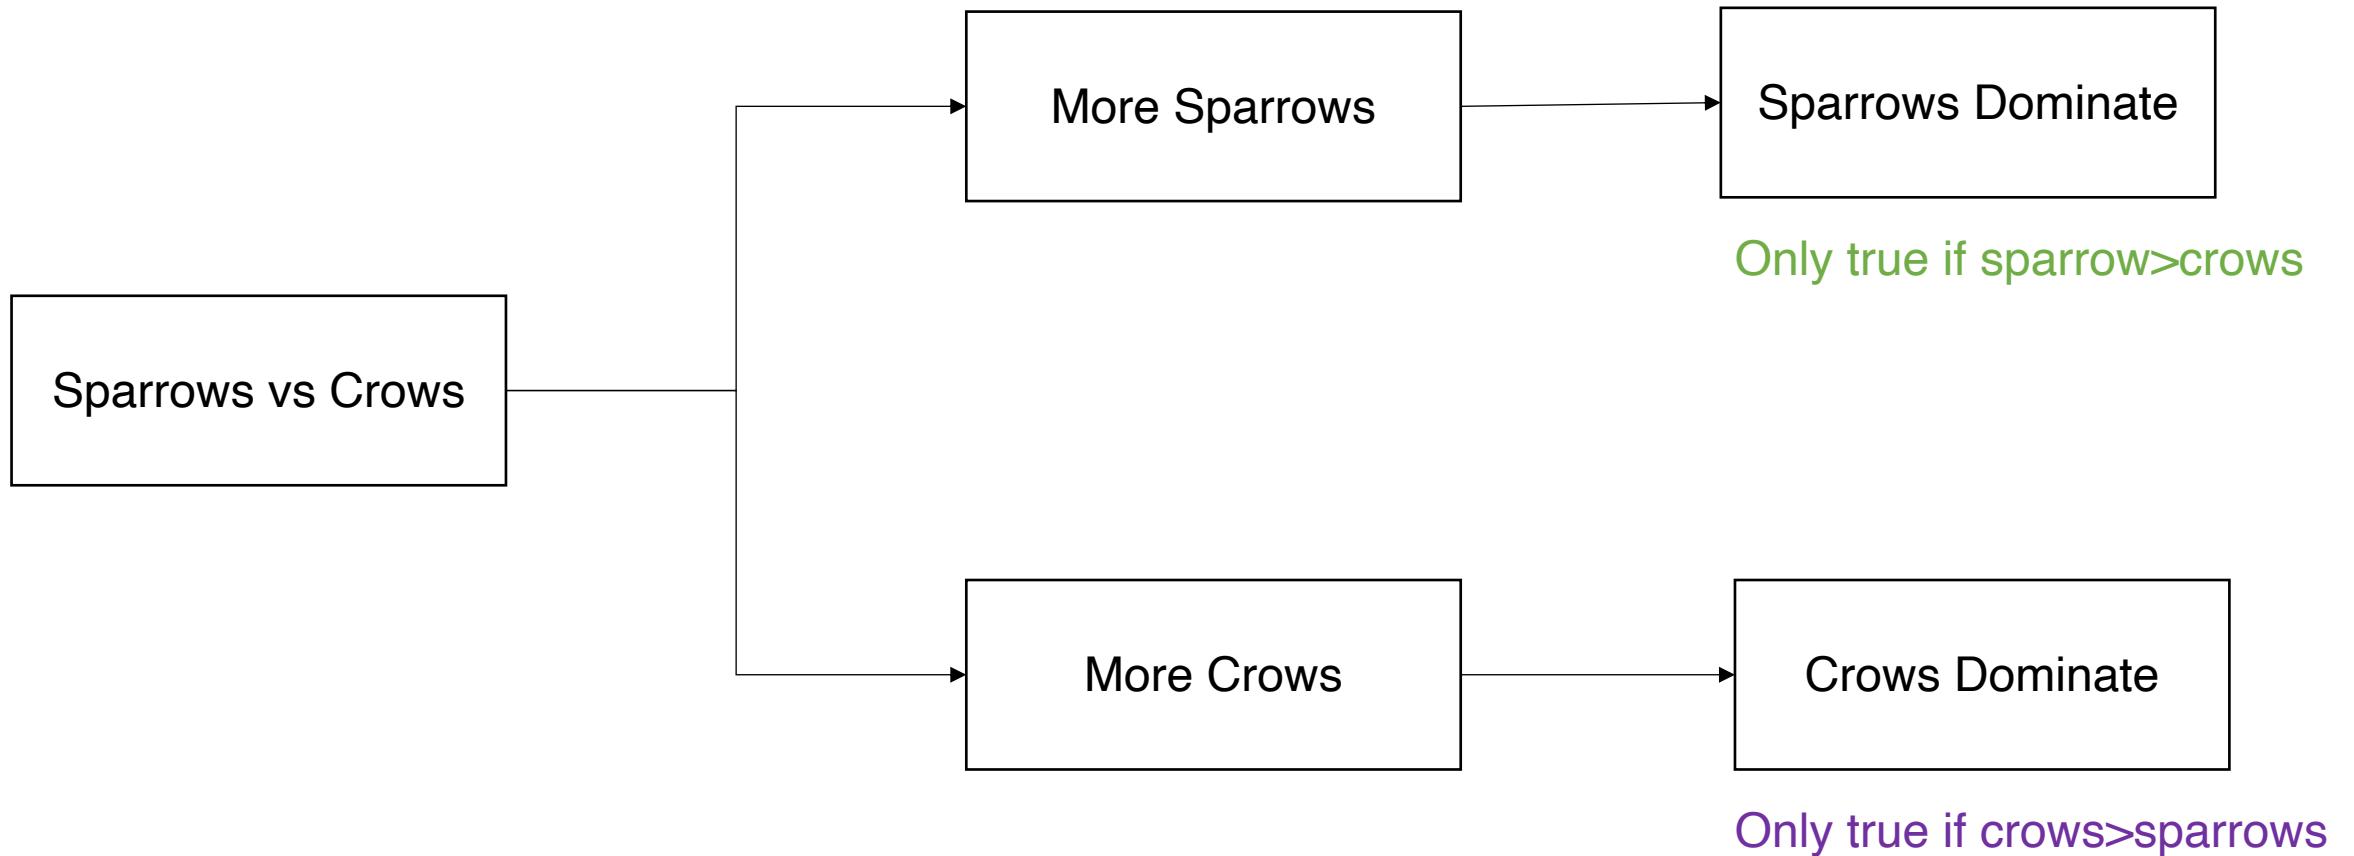 More Sparrows
Sparrows Dominate
Only true if sparrow>crows
Sparrows vs Crows
More Crows
Crows Dominate
Only true if crows>sparrows